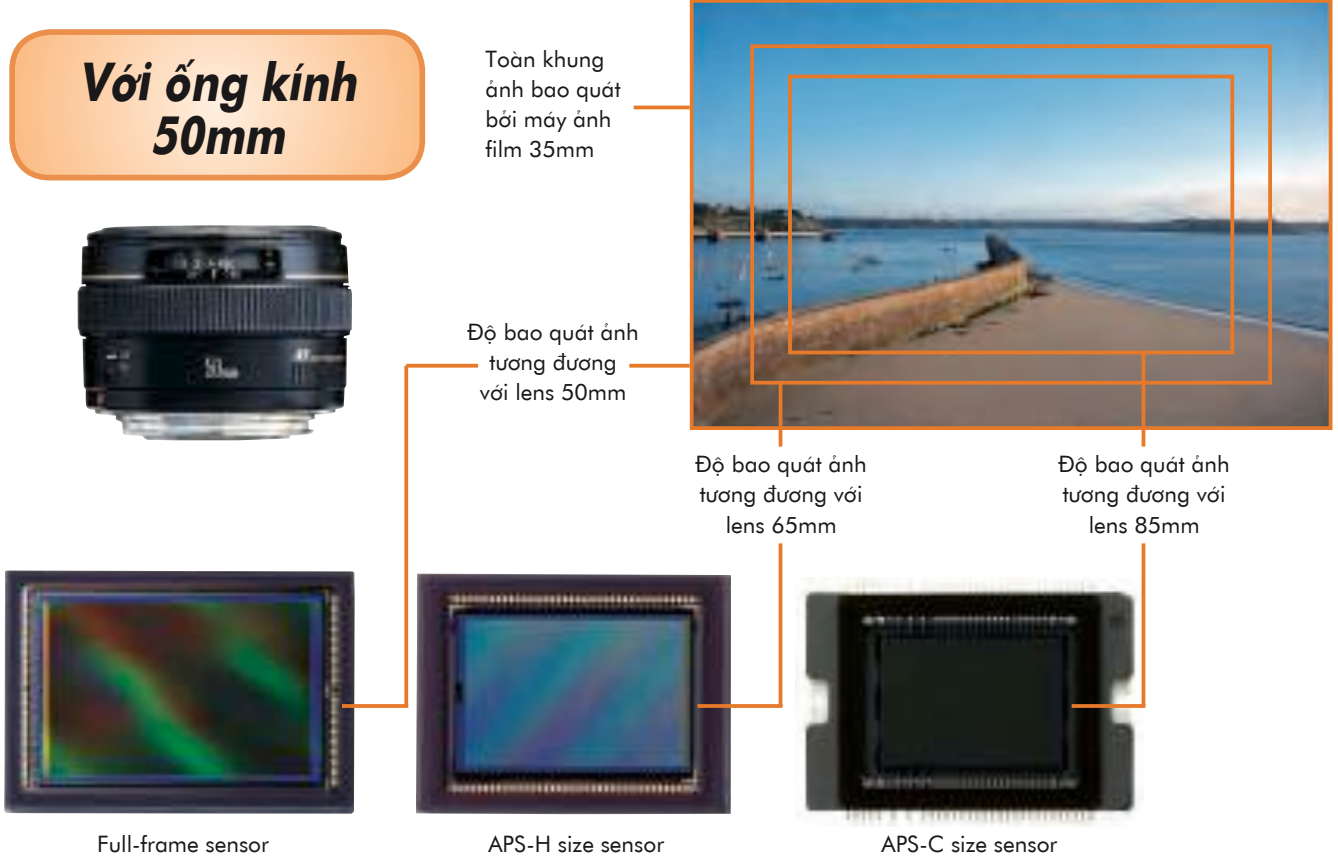 Với ống kính
50mm
Toàn khung
ảnh bao quát
bởi máy ảnh
film 35mm
50mm
Độ bao quát ảnh
tương đương
với lens 50mm
Độ bao quát ảnh
tương đương với
lens 65mm
Độ bao quát ảnh
tương đương với
lens 85mm
Full-frame sensor
APS-H size sensor
APS-C size sensor